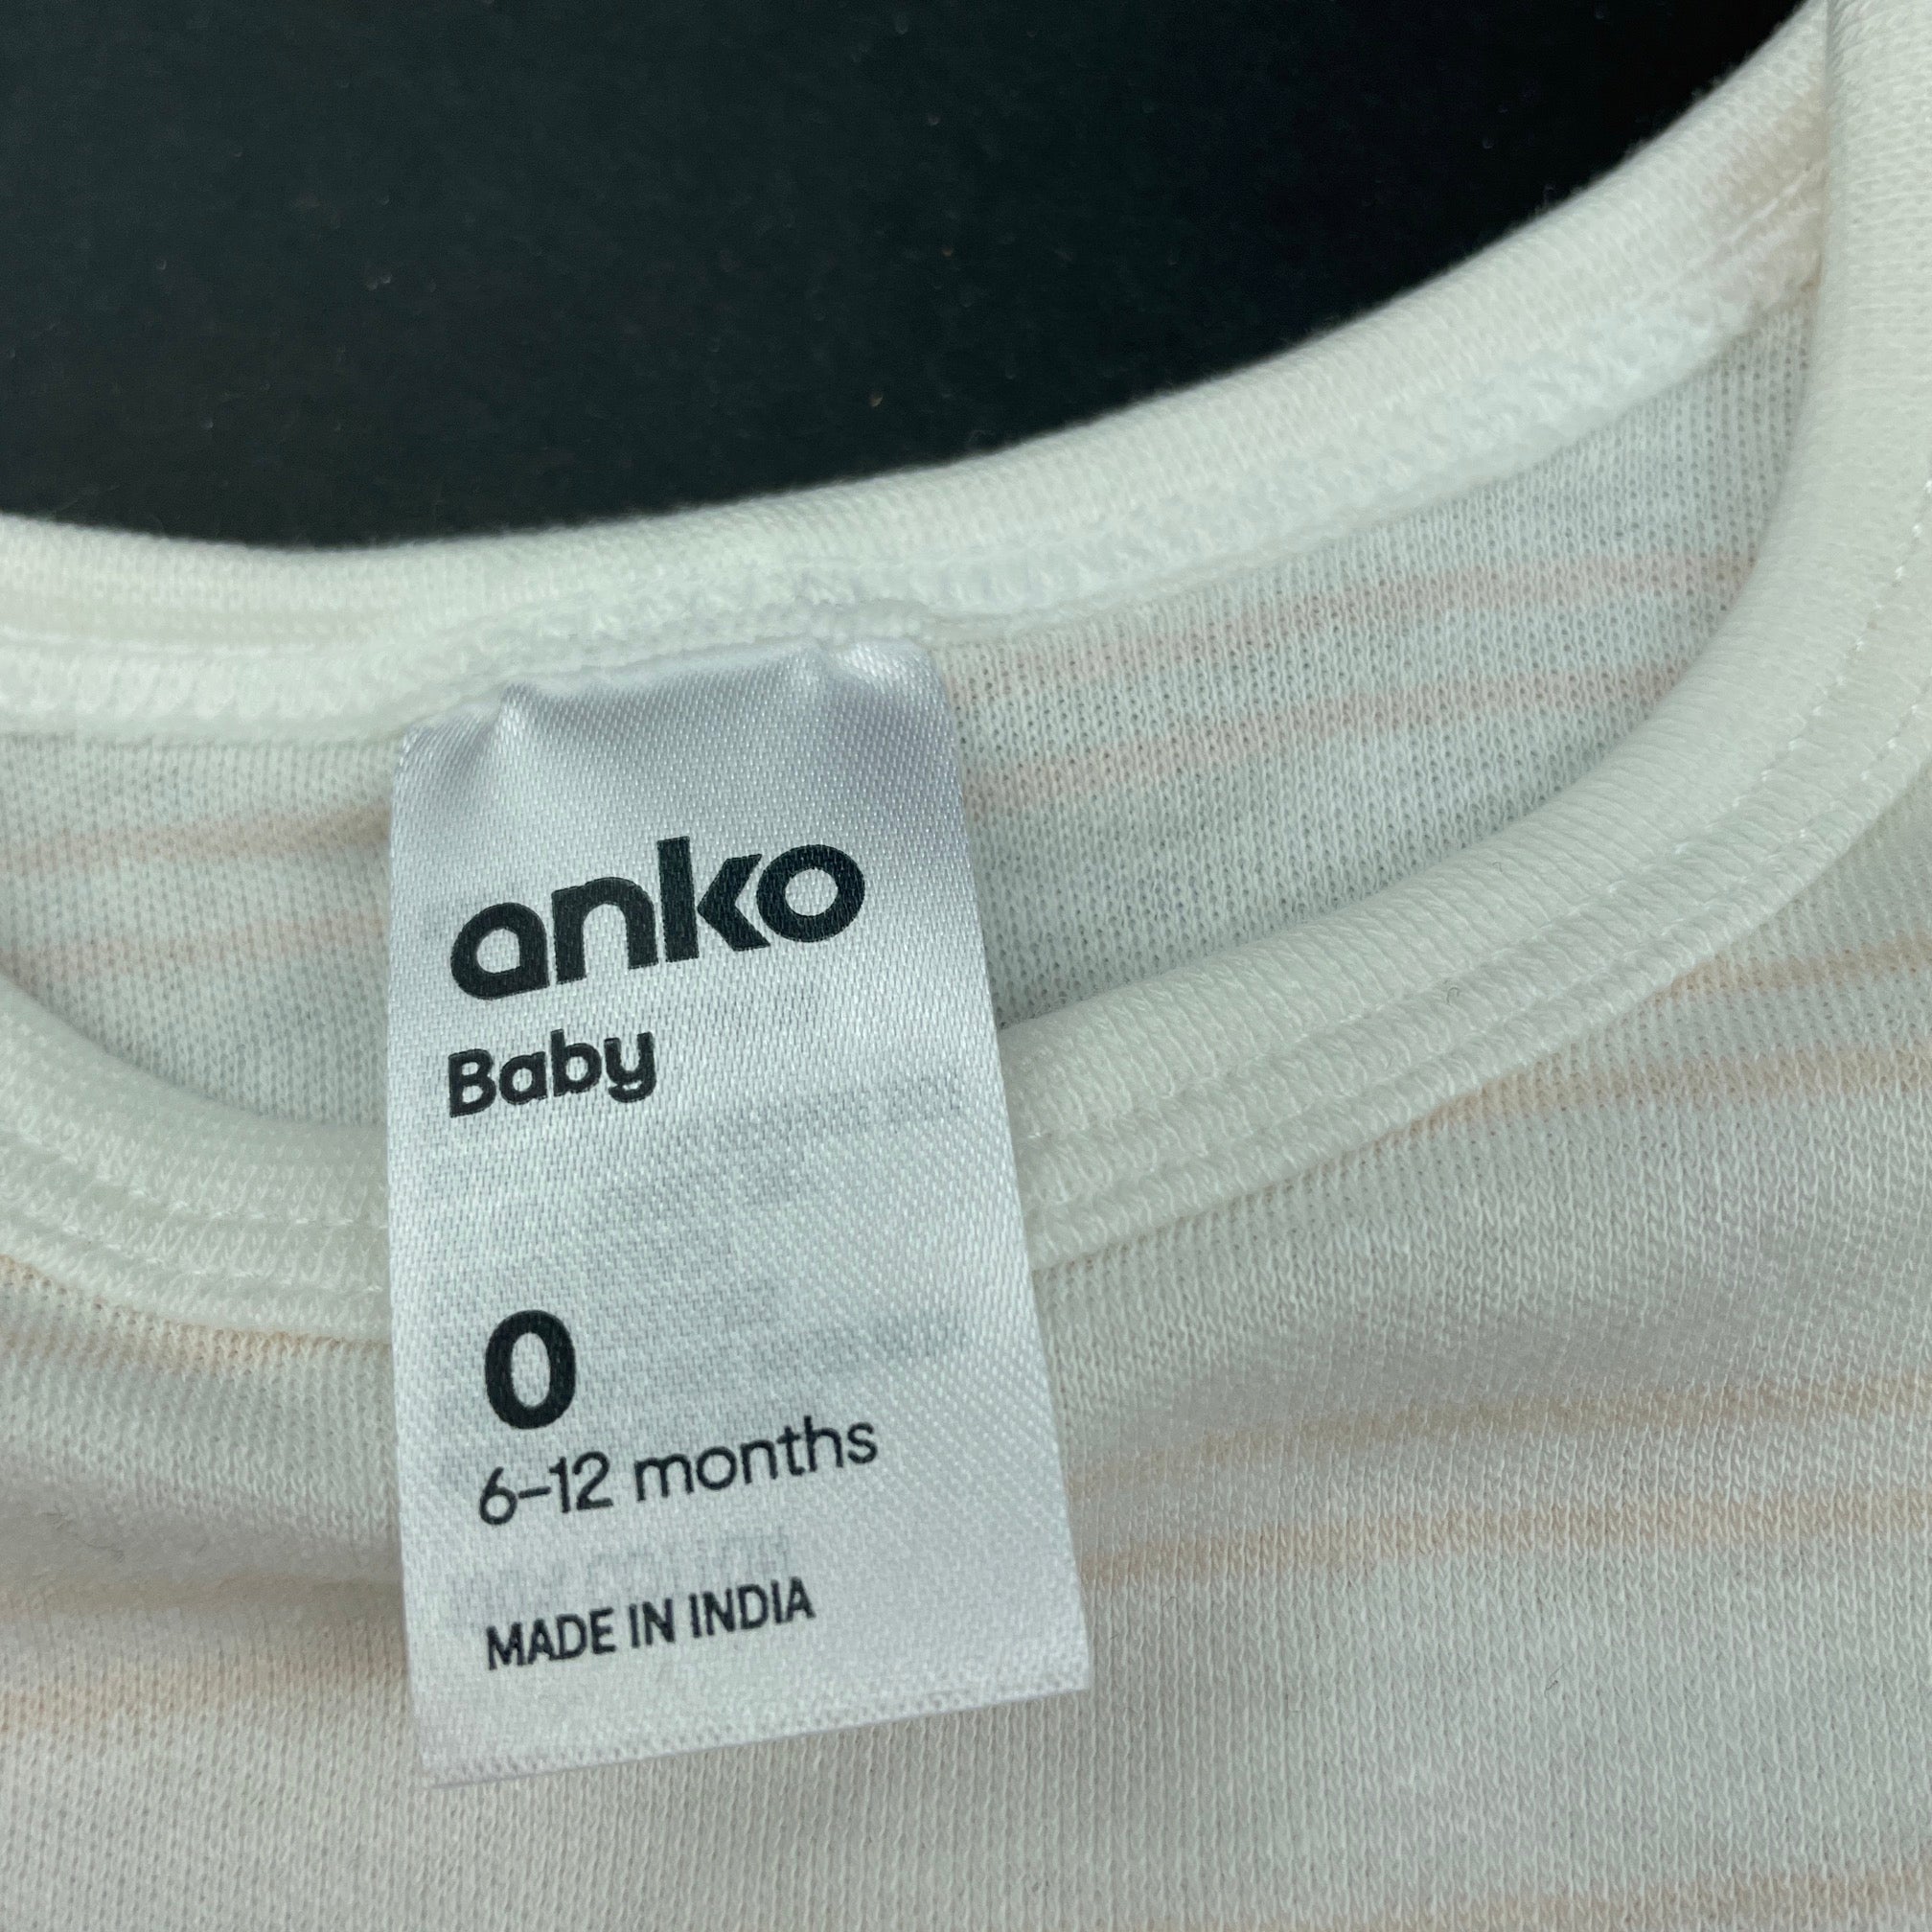 anko
Baby
0
6–12 months
MADE IN INDIA